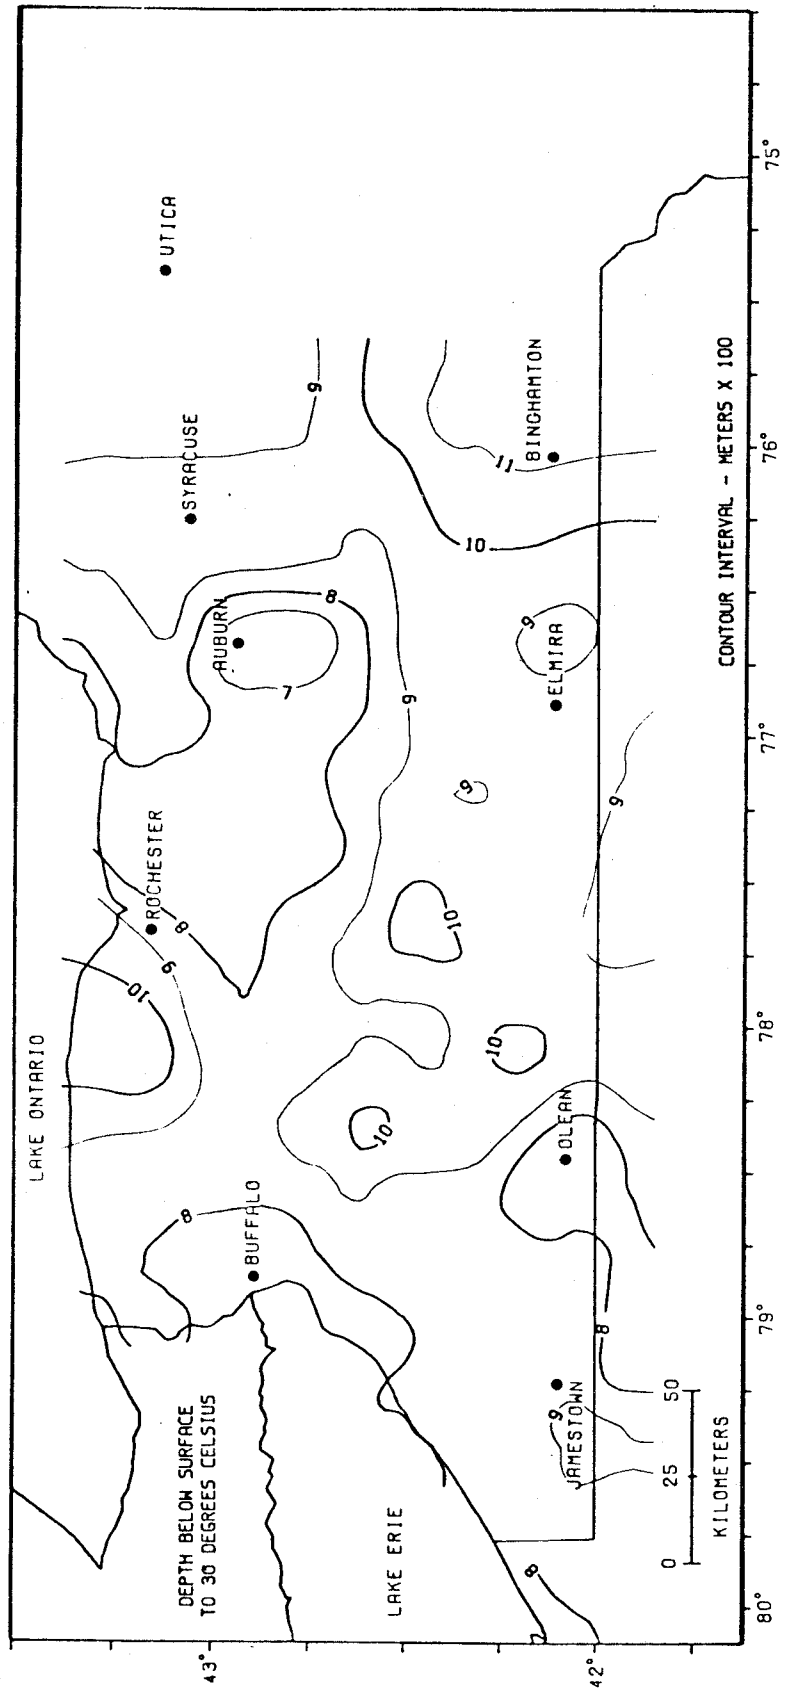 LAKE ONTARIO
UTICA
SYRACUSE
ROCHESTER
AUBURN
BUFFALO
BINGHAMTON
ELMIRA
OLEAN
JAMESTOWN
LAKE ERIE
DEPTH BELOW SURFACE
TO 30 DEGREES CELSIUS
CONTOUR INTERVAL - METERS X 100
0 25 50
KILOMETERS
80° 79° 78° 77° 76° 75°
43°
42°
10
9
8
8
7
8
9
9
10
11
9
9
9
10
10
10
8
9
8